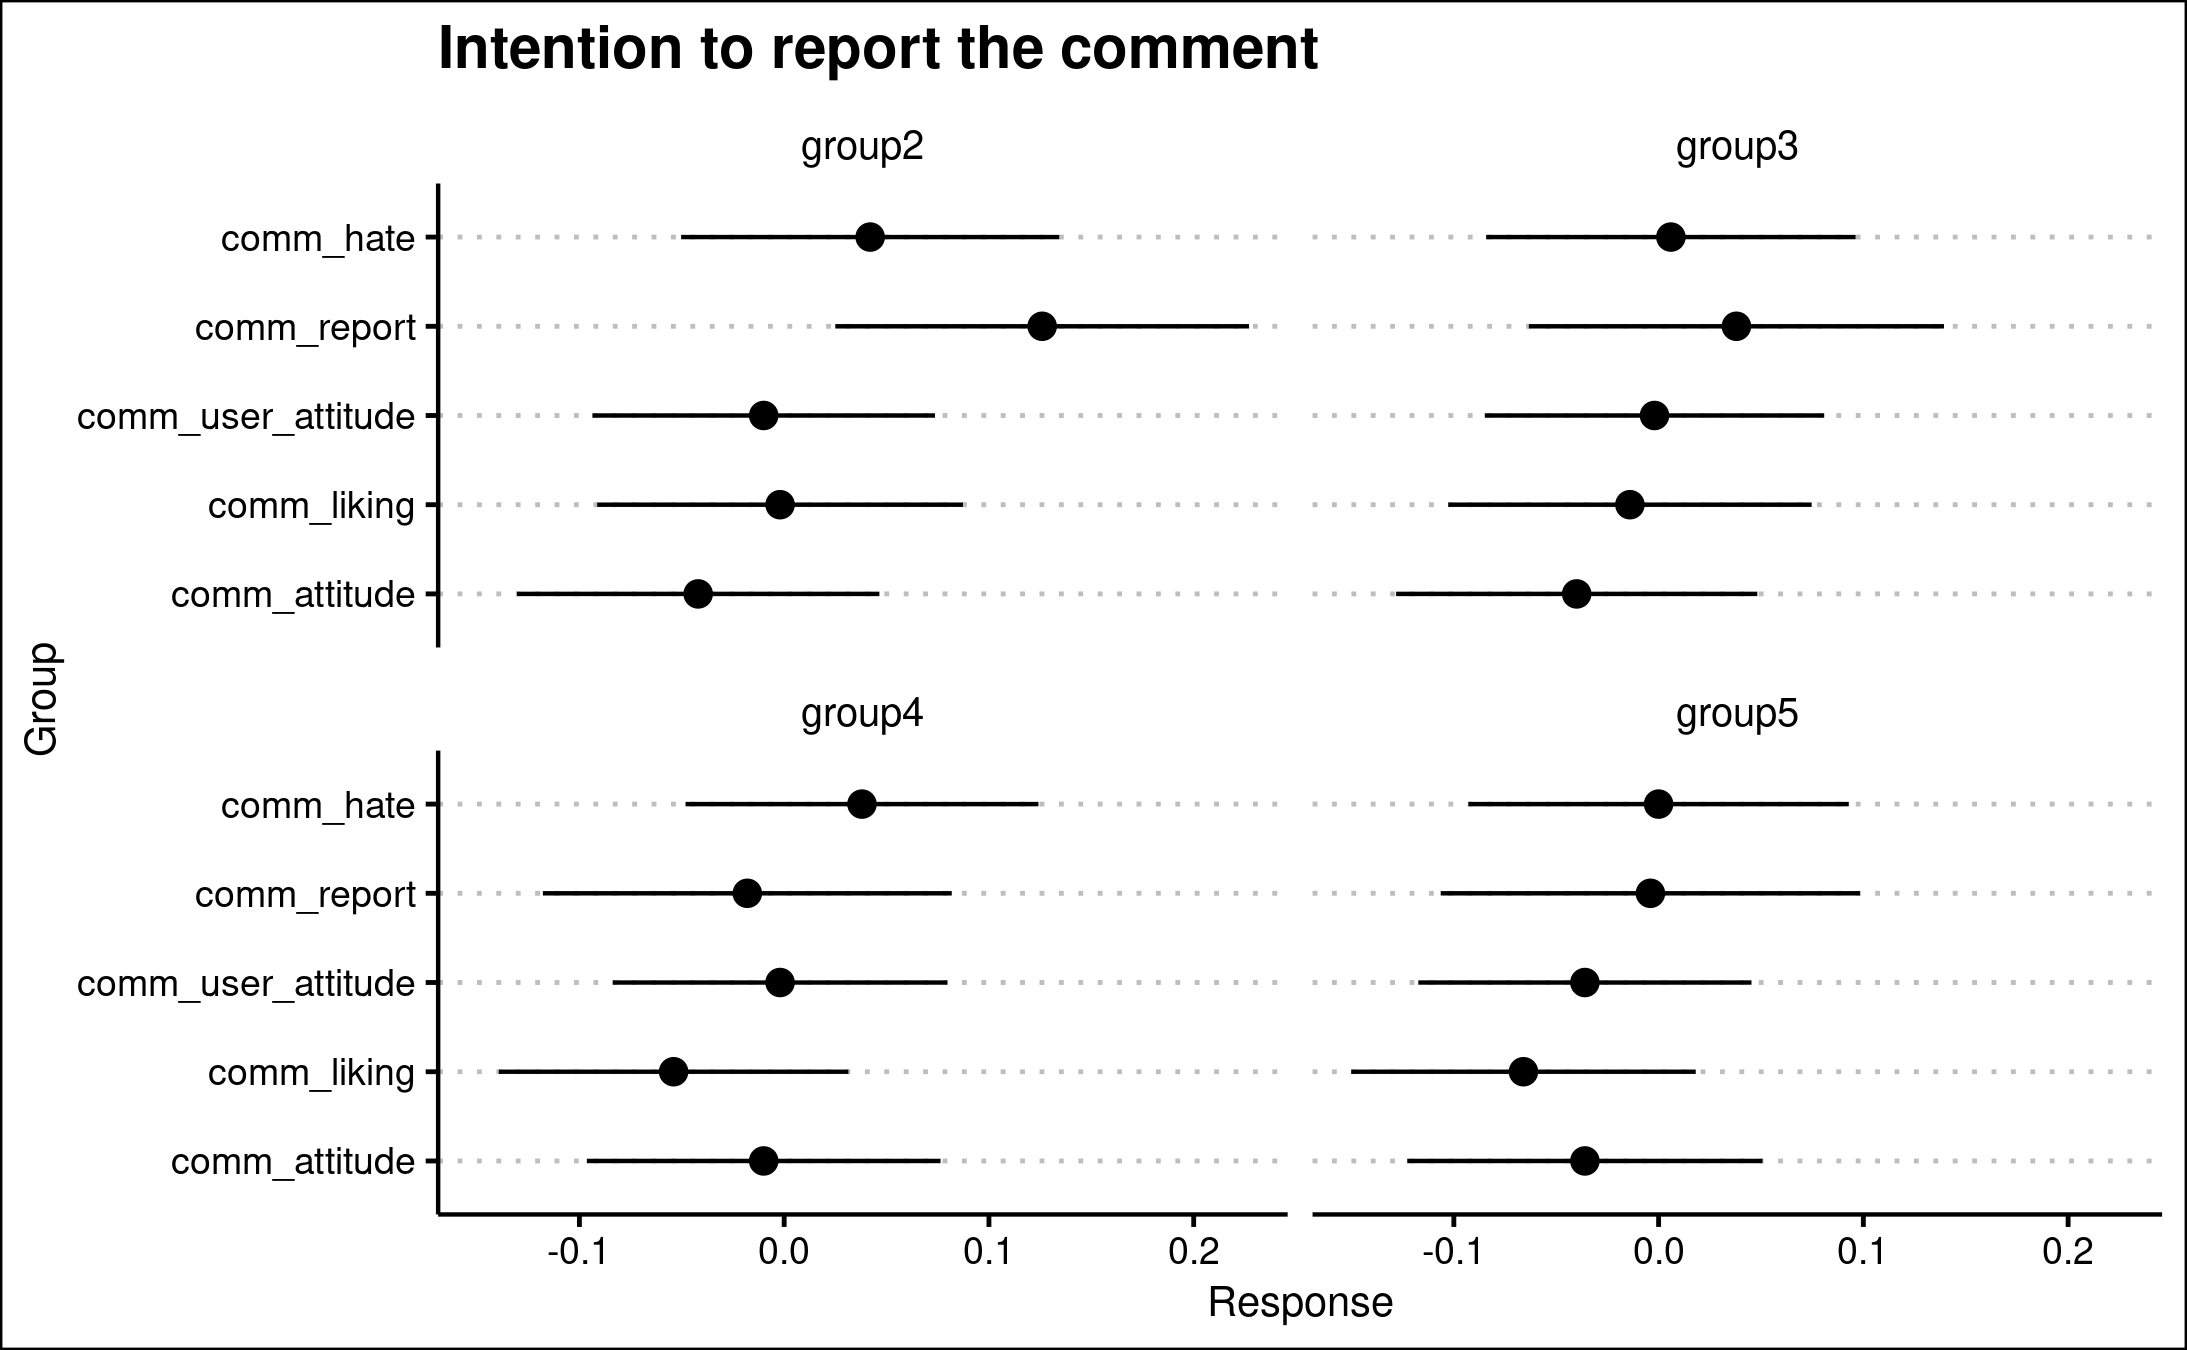 Intention to report the comment
group2
group3
comm_hate
comm_report
comm_user_attitude
comm_liking
comm_attitude
Group
group4
group5
comm_hate
comm_report
comm_user_attitude
comm_liking
comm_attitude
-0.1 0.0 0.1 0.2
-0.1 0.0 0.1 0.2
Response